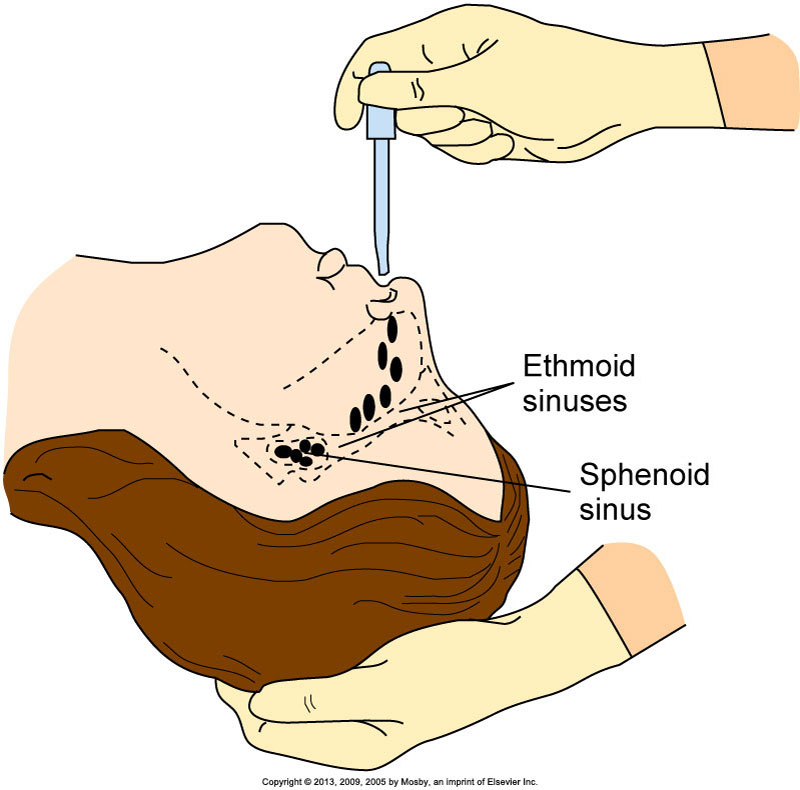 Ethmoid
sinuses
Sphenoid
sinus
Copyright © 2013, 2009, 2005 by Mosby, an imprint of Elsevier Inc.